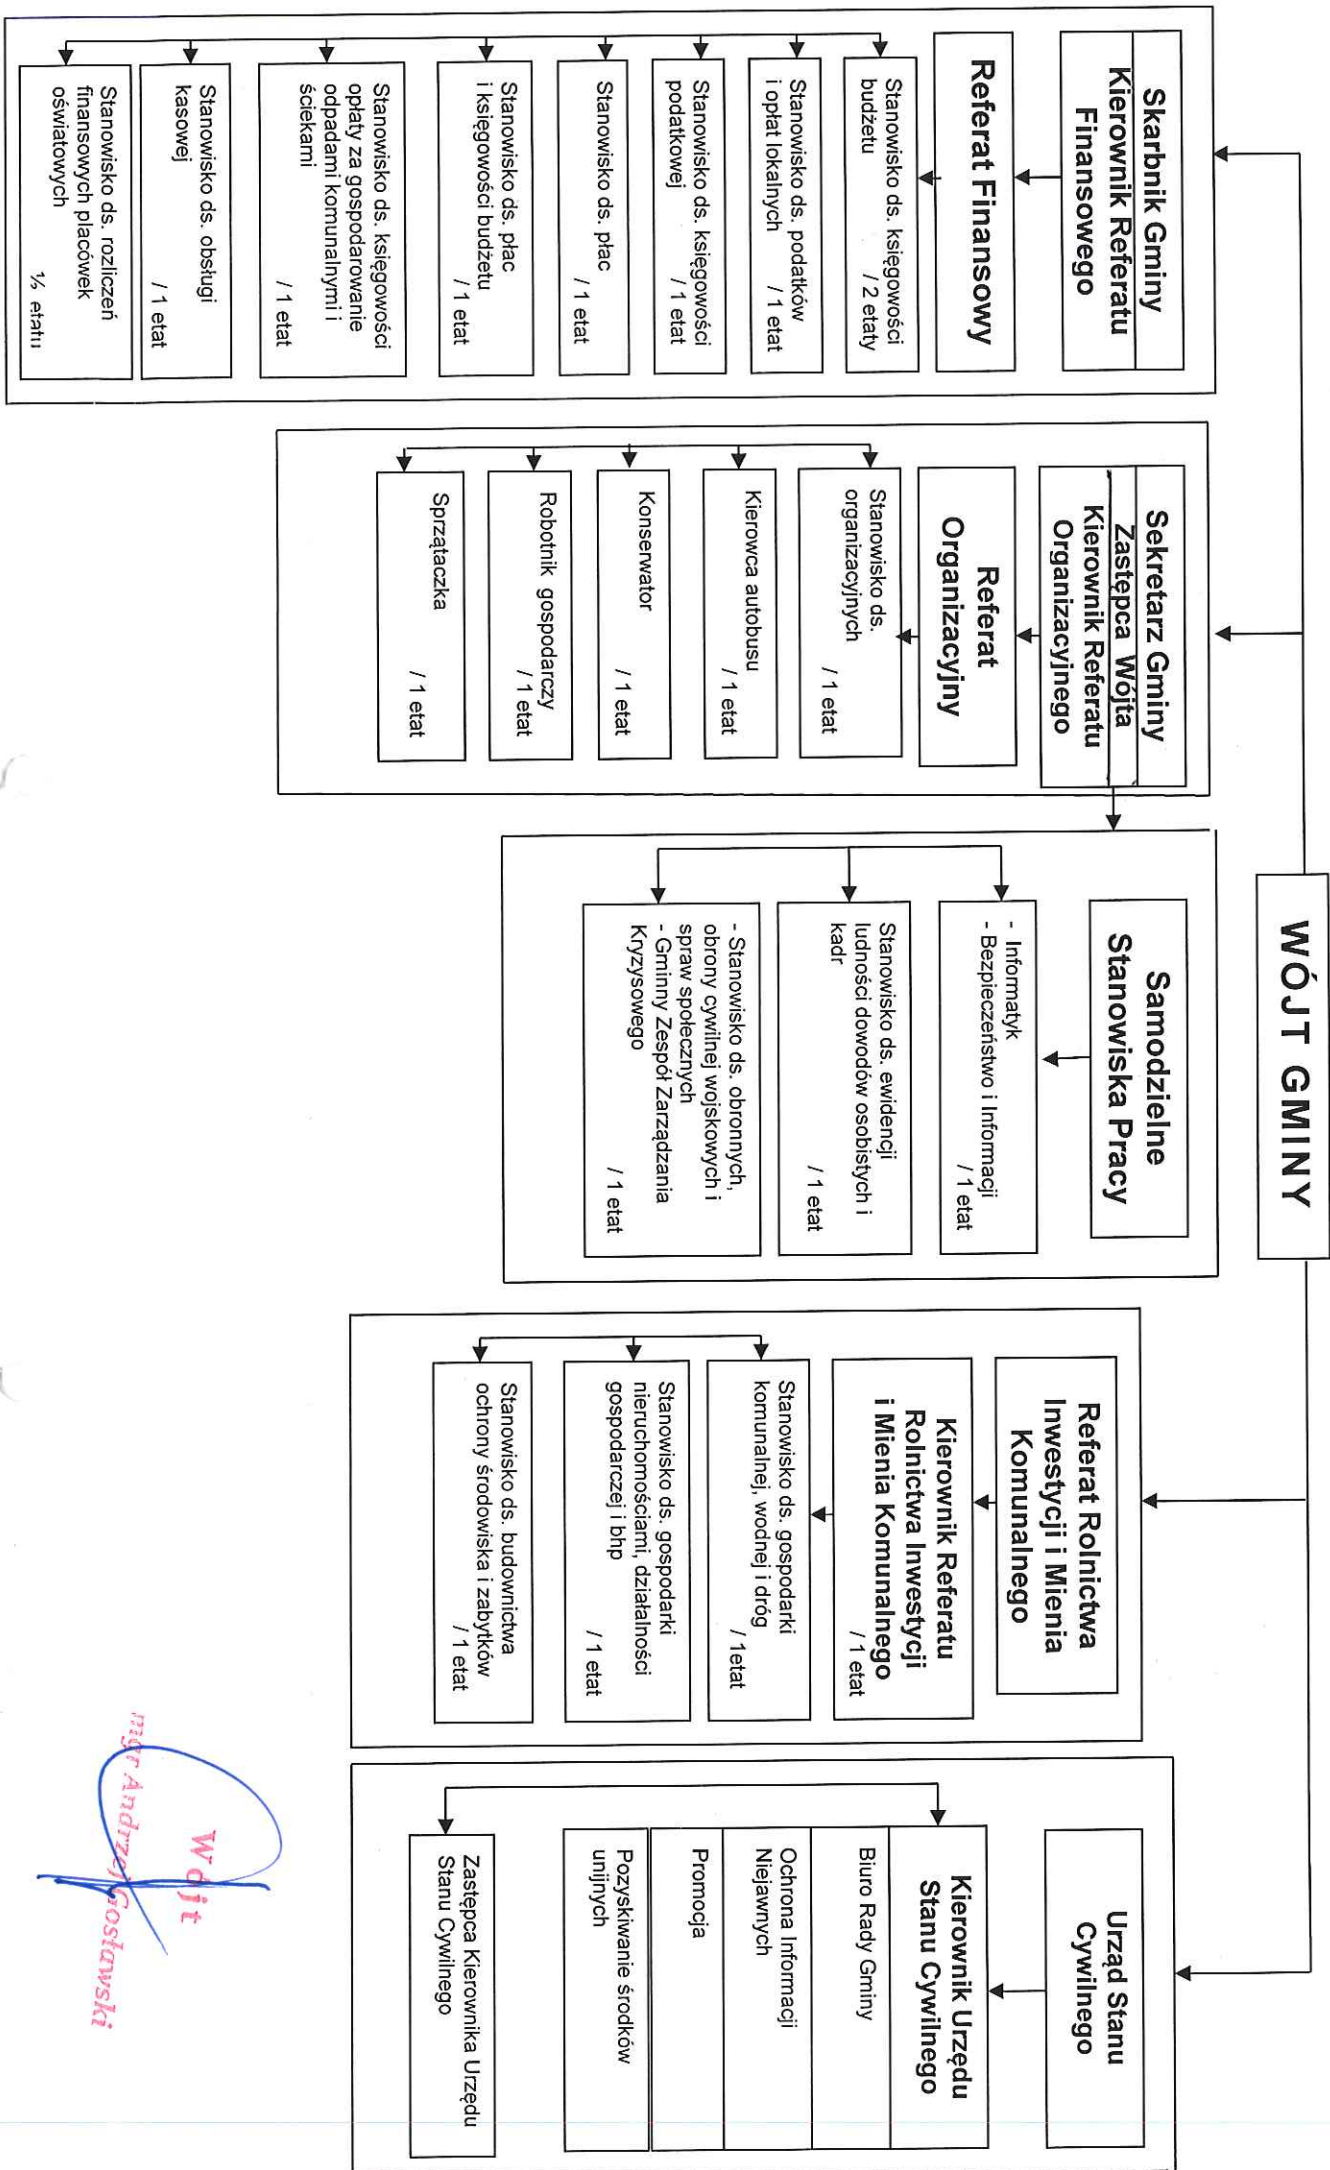 WÓJT GMINY
Skarbnik Gminy
Kierownik Referatu
Finansowego
Referat Finansowy
Stanowisko ds. księgowości
budżetu / 2 etaty
Stanowisko ds. podatków
i opłat lokalnych / 1 etat
Stanowisko ds. księgowości
podatkowej / 1 etat
Stanowisko ds. płac
/ 1 etat
Stanowisko ds. płac
i księgowości budżetu
/ 1 etat
Stanowisko ds. księgowości
opłaty za gospodarowanie
odpadami komunalnymi i
ściekami
/ 1 etat
Stanowisko ds. obsługi
kasowej
/ 1 etat
Stanowisko ds. rozliczeń
finansowych placówek
oświatowych
etatu
Sekretarz Gminy
Zastępca Wójta
Kierownik Referatu
Organizacyjnego
Referat
Organizacyjny
Stanowisko ds.
organizacyjnych
/ 1 etat
Kierowca autobusu
/ 1 etat
Konserwator
/ 1 etat
Robotnik gospodarczy
/ 1 etat
Sprzątaczka
/ 1 etat
Samodzielne
Stanowiska Pracy
- Informatyk
- Bezpieczeństwo i Informacji
/ 1 etat
Stanowisko ds. ewidencji
ludności dowodów osobistych i
kadr
/ 1 etat
- Stanowisko ds. obronnych,
obrony cywilnej wojskowych i
spraw społecznych
- Gminny Zespół Zarządzania
Kryzysowego
/ 1 etat
Referat Rolnictwa
Inwestycji i Mienia
Komunalnego
Kierownik Referatu
Rolnictwa Inwestycji
i Mienia Komunalnego
/ 1 etat
Stanowisko ds. gospodarki
komunalnej, wodnej i dróg
/ 1etat
Stanowisko ds. gospodarki
nieruchomościami, działalności
gospodarczej i bhp
/ 1 etat
Stanowisko ds. budownictwa
ochrony środowiska i zabytków
/ 1 etat
Urząd Stanu
Cywilnego
Kierownik Urzędu
Stanu Cywilnego
Biuro Rady Gminy
Ochrona Informacji
Niejawnych
Promocja
Pozyskiwanie środków
unijnych
Zastępca Kierownika Urzędu
Stanu Cywilnego
Wójt
mgr Andrzej Gosławski